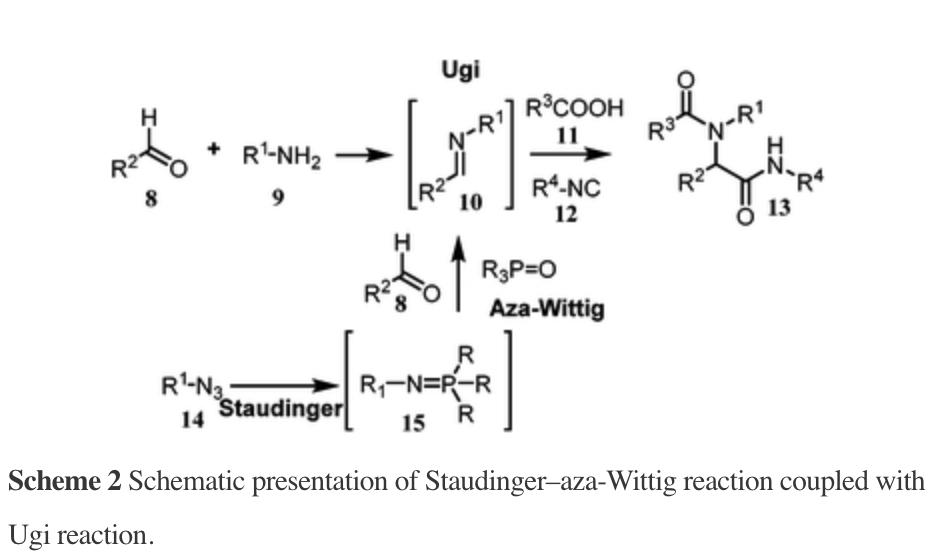 Ugi
H
R² O
8
+
R¹-NH₂
9
N-R¹
R²
10
R³COOH
11
R⁴-NC
12
O
R³ N-R¹
H
R² N-R⁴
O
13
H
R² O
8
R₃P=O
Aza-Wittig
R¹-N₃
14
Staudinger
R
R₁-N=P-R
R
15
Scheme 2 Schematic presentation of Staudinger–aza-Wittig reaction coupled with
Ugi reaction.